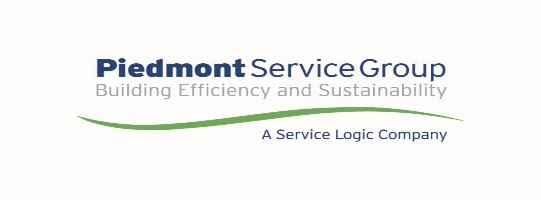 Piedmont Service Group
Building Efficiency and Sustainability
A Service Logic Company